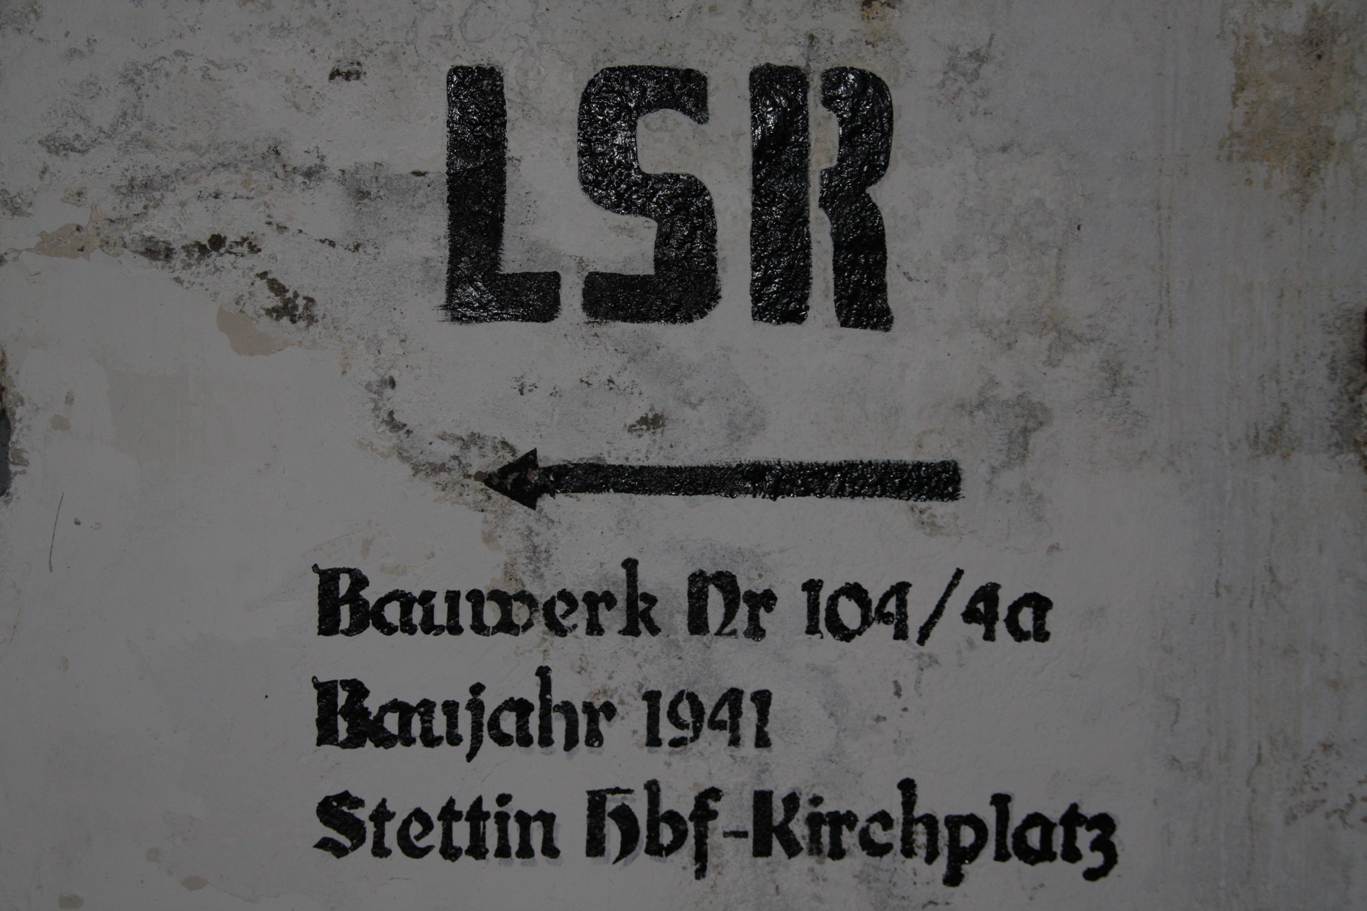 LSR
Bauwerk Nr 104/4a
Baujahr 1941
Stettin Hbf-Kirchplatz